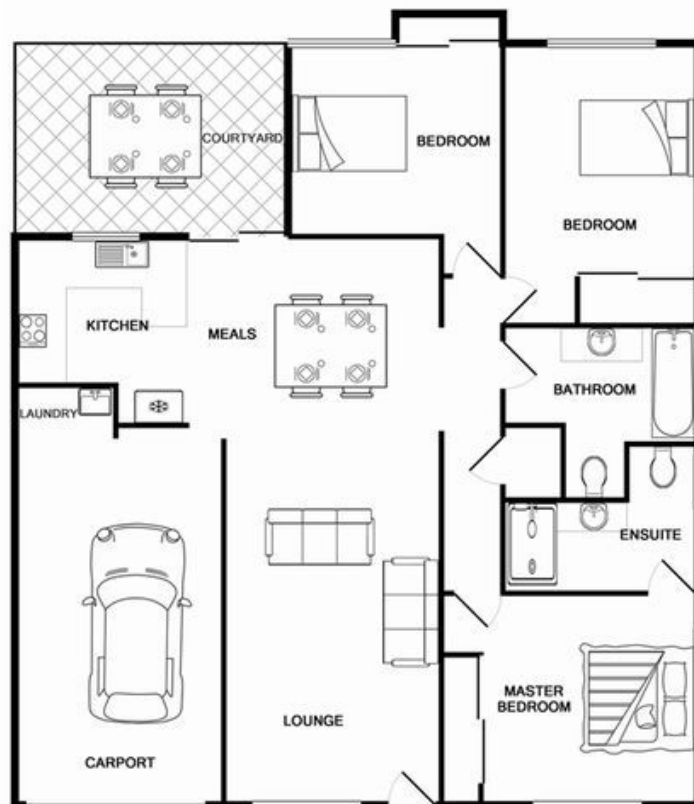 COURTYARD
BEDROOM
BEDROOM
KITCHEN
MEALS
BATHROOM
LAUNDRY
ENSUITE
MASTER
BEDROOM
LOUNGE
CARPORT